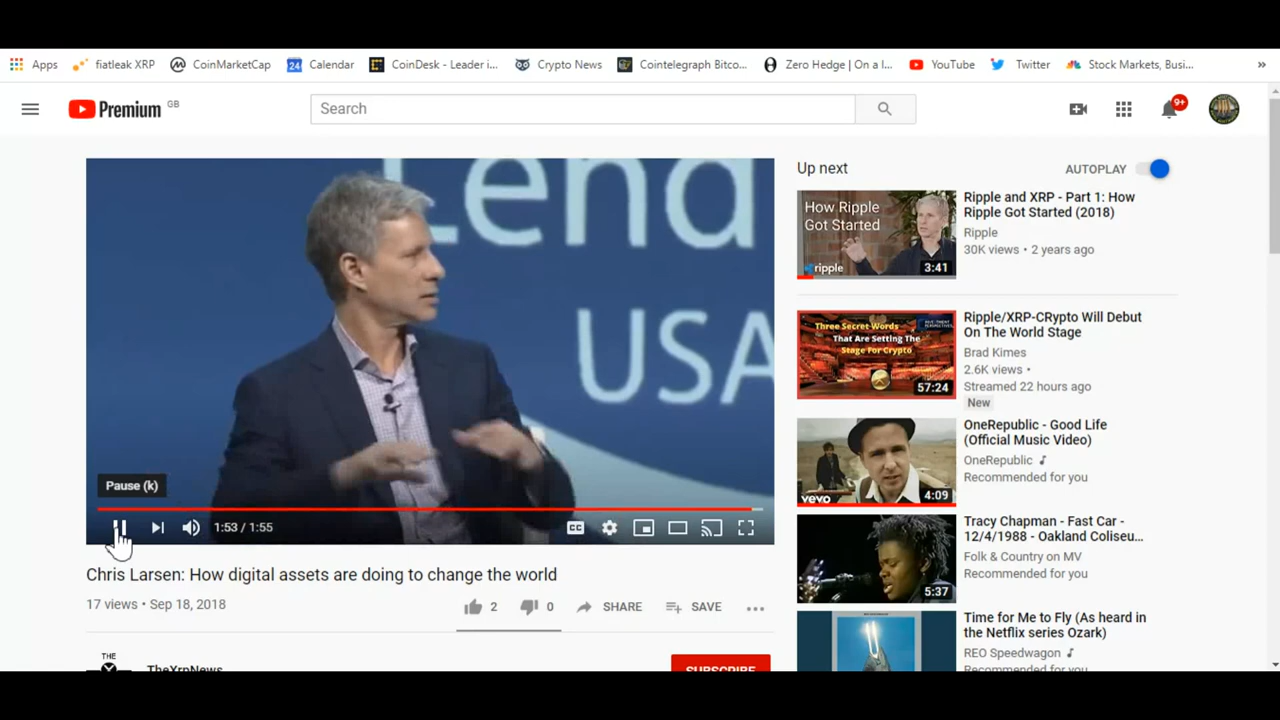 Apps fiatleak XRP CoinMarketCap 24 Calendar CoinDesk - Leader i... Crypto News Cointelegraph Bitco... Zero Hedge | On a l... YouTube Twitter Stock Markets, Busi... »
Premium GB
Search
9+
Lend
USA
Pause (k)
1:53 / 1:55
CC
Chris Larsen: How digital assets are doing to change the world
17 views • Sep 18, 2018
2 0 SHARE SAVE ...
THE
TheXrpNews
SUBSCRIBE
Up next AUTOPLAY
How Ripple
Got Started
ripple
3:41
Ripple and XRP - Part 1: How
Ripple Got Started (2018)
Ripple
30K views • 2 years ago
Three Secret Words
That Are Setting The
Stage For Crypto
57:24
Ripple/XRP-CRypto Will Debut
On The World Stage
Brad Kimes
2.6K views •
Streamed 22 hours ago
New
vevo
4:09
OneRepublic - Good Life
(Official Music Video)
OneRepublic
Recommended for you
5:37
Tracy Chapman - Fast Car -
12/4/1988 - Oakland Coliseu...
Folk & Country on MV
Recommended for you
Time for Me to Fly (As heard in
the Netflix series Ozark)
REO Speedwagon
Recommended for you